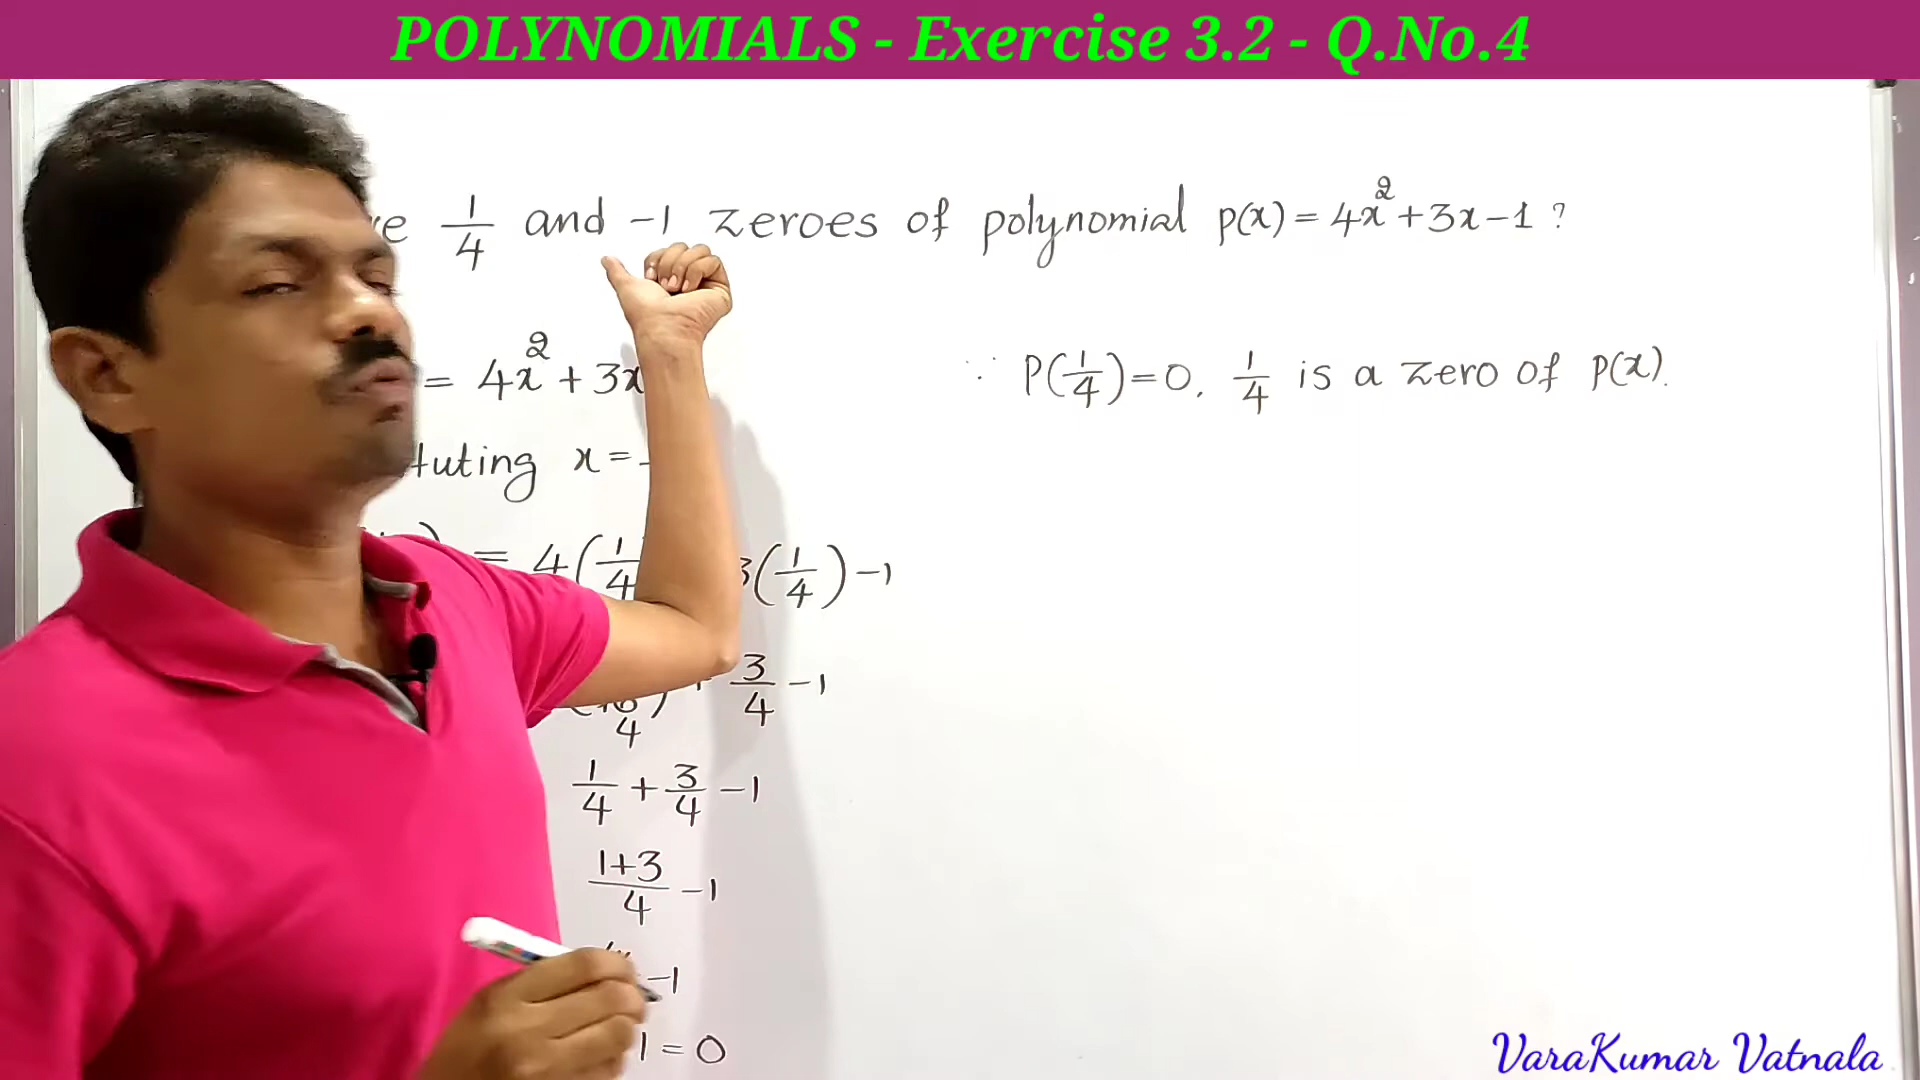 POLYNOMIALS - Exercise 3.2 - Q.No.4
1/4 and -1 zeroes of polynomial p(x) = 4x² + 3x - 1 ?
= 4x² + 3x
x =
= 4(1/4 3(1/4) - 1
3/4 - 1
1/4 + 3/4 - 1
(1+3)/4 - 1
-1
1 = 0
∵ P(1/4) = 0, 1/4 is a zero of P(x).
VaraKumar Vatnala